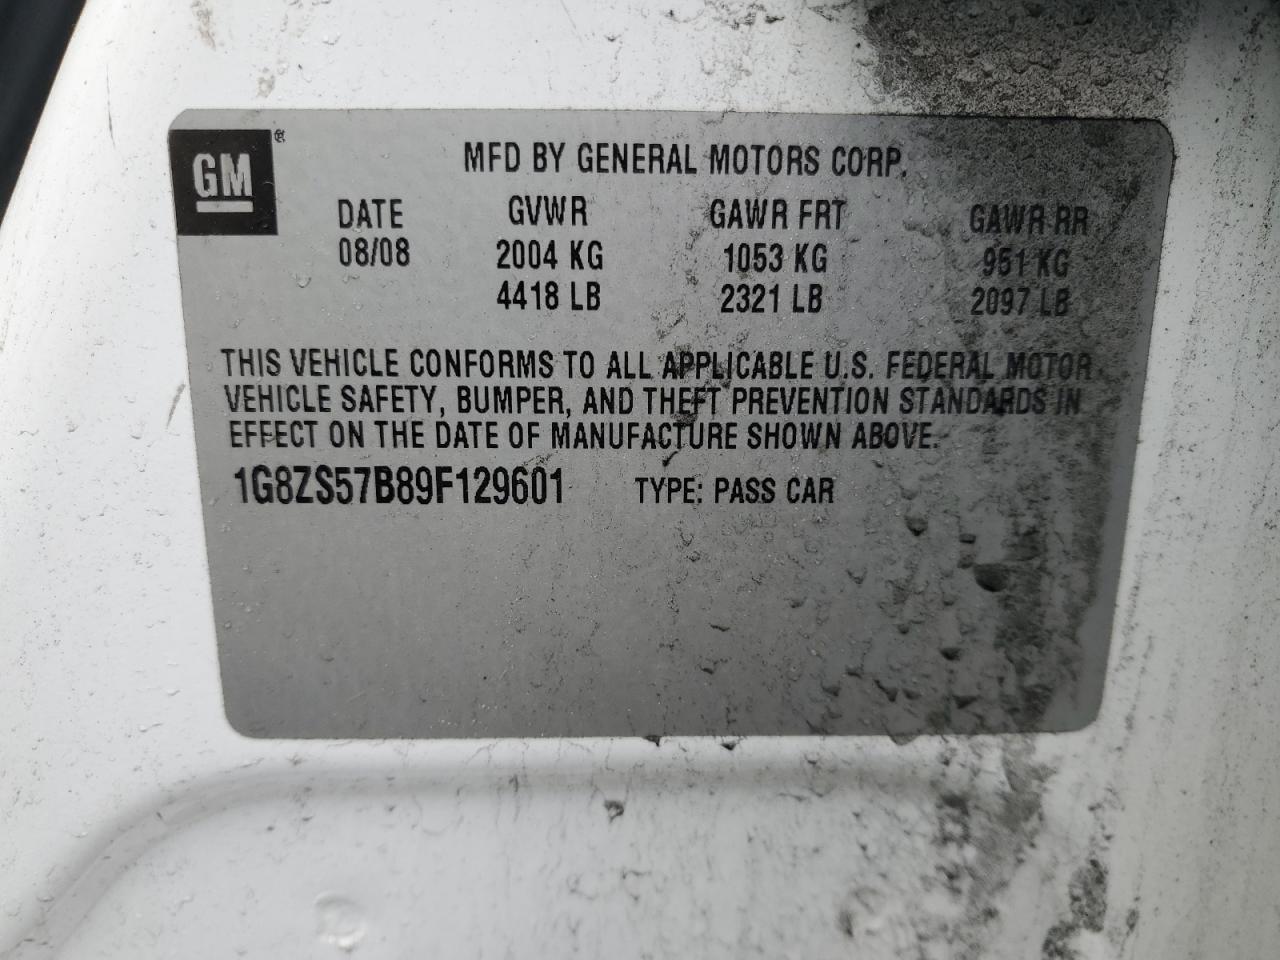 GM ®
MFD BY GENERAL MOTORS CORP.
DATE GVWR GAWR FRT GAWR RR
08/08 2004 KG 1053 KG 951 KG
4418 LB 2321 LB 2097 LB
THIS VEHICLE CONFORMS TO ALL APPLICABLE U.S. FEDERAL MOTOR
VEHICLE SAFETY, BUMPER, AND THEFT PREVENTION STANDARDS IN
EFFECT ON THE DATE OF MANUFACTURE SHOWN ABOVE.
1G8ZS57B89F129601 TYPE: PASS CAR